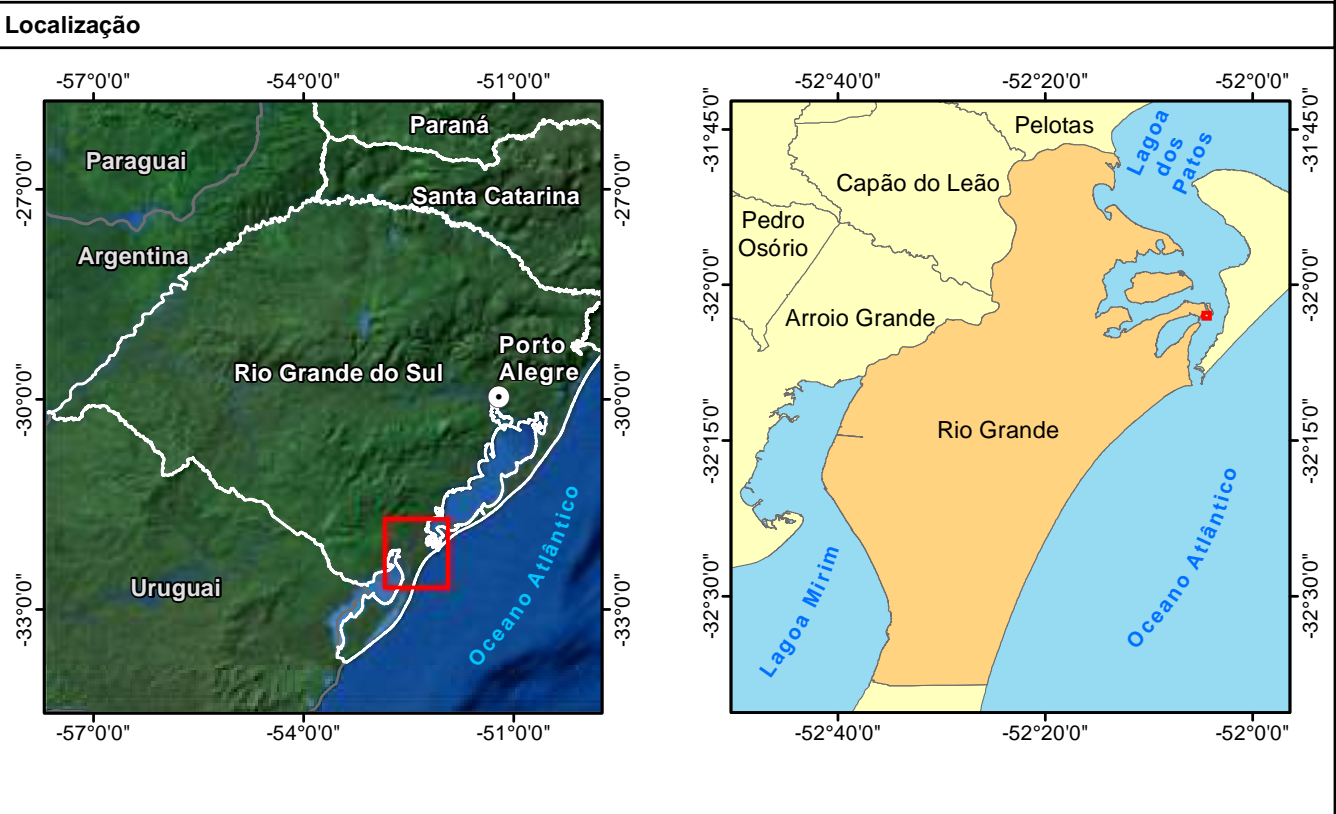 Localização
-57°0'0"
-54°0'0"
-51°0'0"
-27°0'0"
-30°0'0"
-33°0'0"
Paraná
Paraguai
Santa Catarina
Argentina
Porto
Alegre
Rio Grande do Sul
Uruguai
Oceano Atlântico
-27°0'0"
-30°0'0"
-33°0'0"
-57°0'0"
-54°0'0"
-51°0'0"
-52°40'0"
-52°20'0"
-52°0'0"
-31°45'0"
-32°0'0"
-32°15'0"
-32°30'0"
Pelotas
Lagoa
dos
Patos
Capão do Leão
Pedro
Osório
Arroio Grande
Rio Grande
Lagoa Mirim
Oceano Atlântico
-31°45'0"
-32°0'0"
-32°15'0"
-32°30'0"
-52°40'0"
-52°20'0"
-52°0'0"